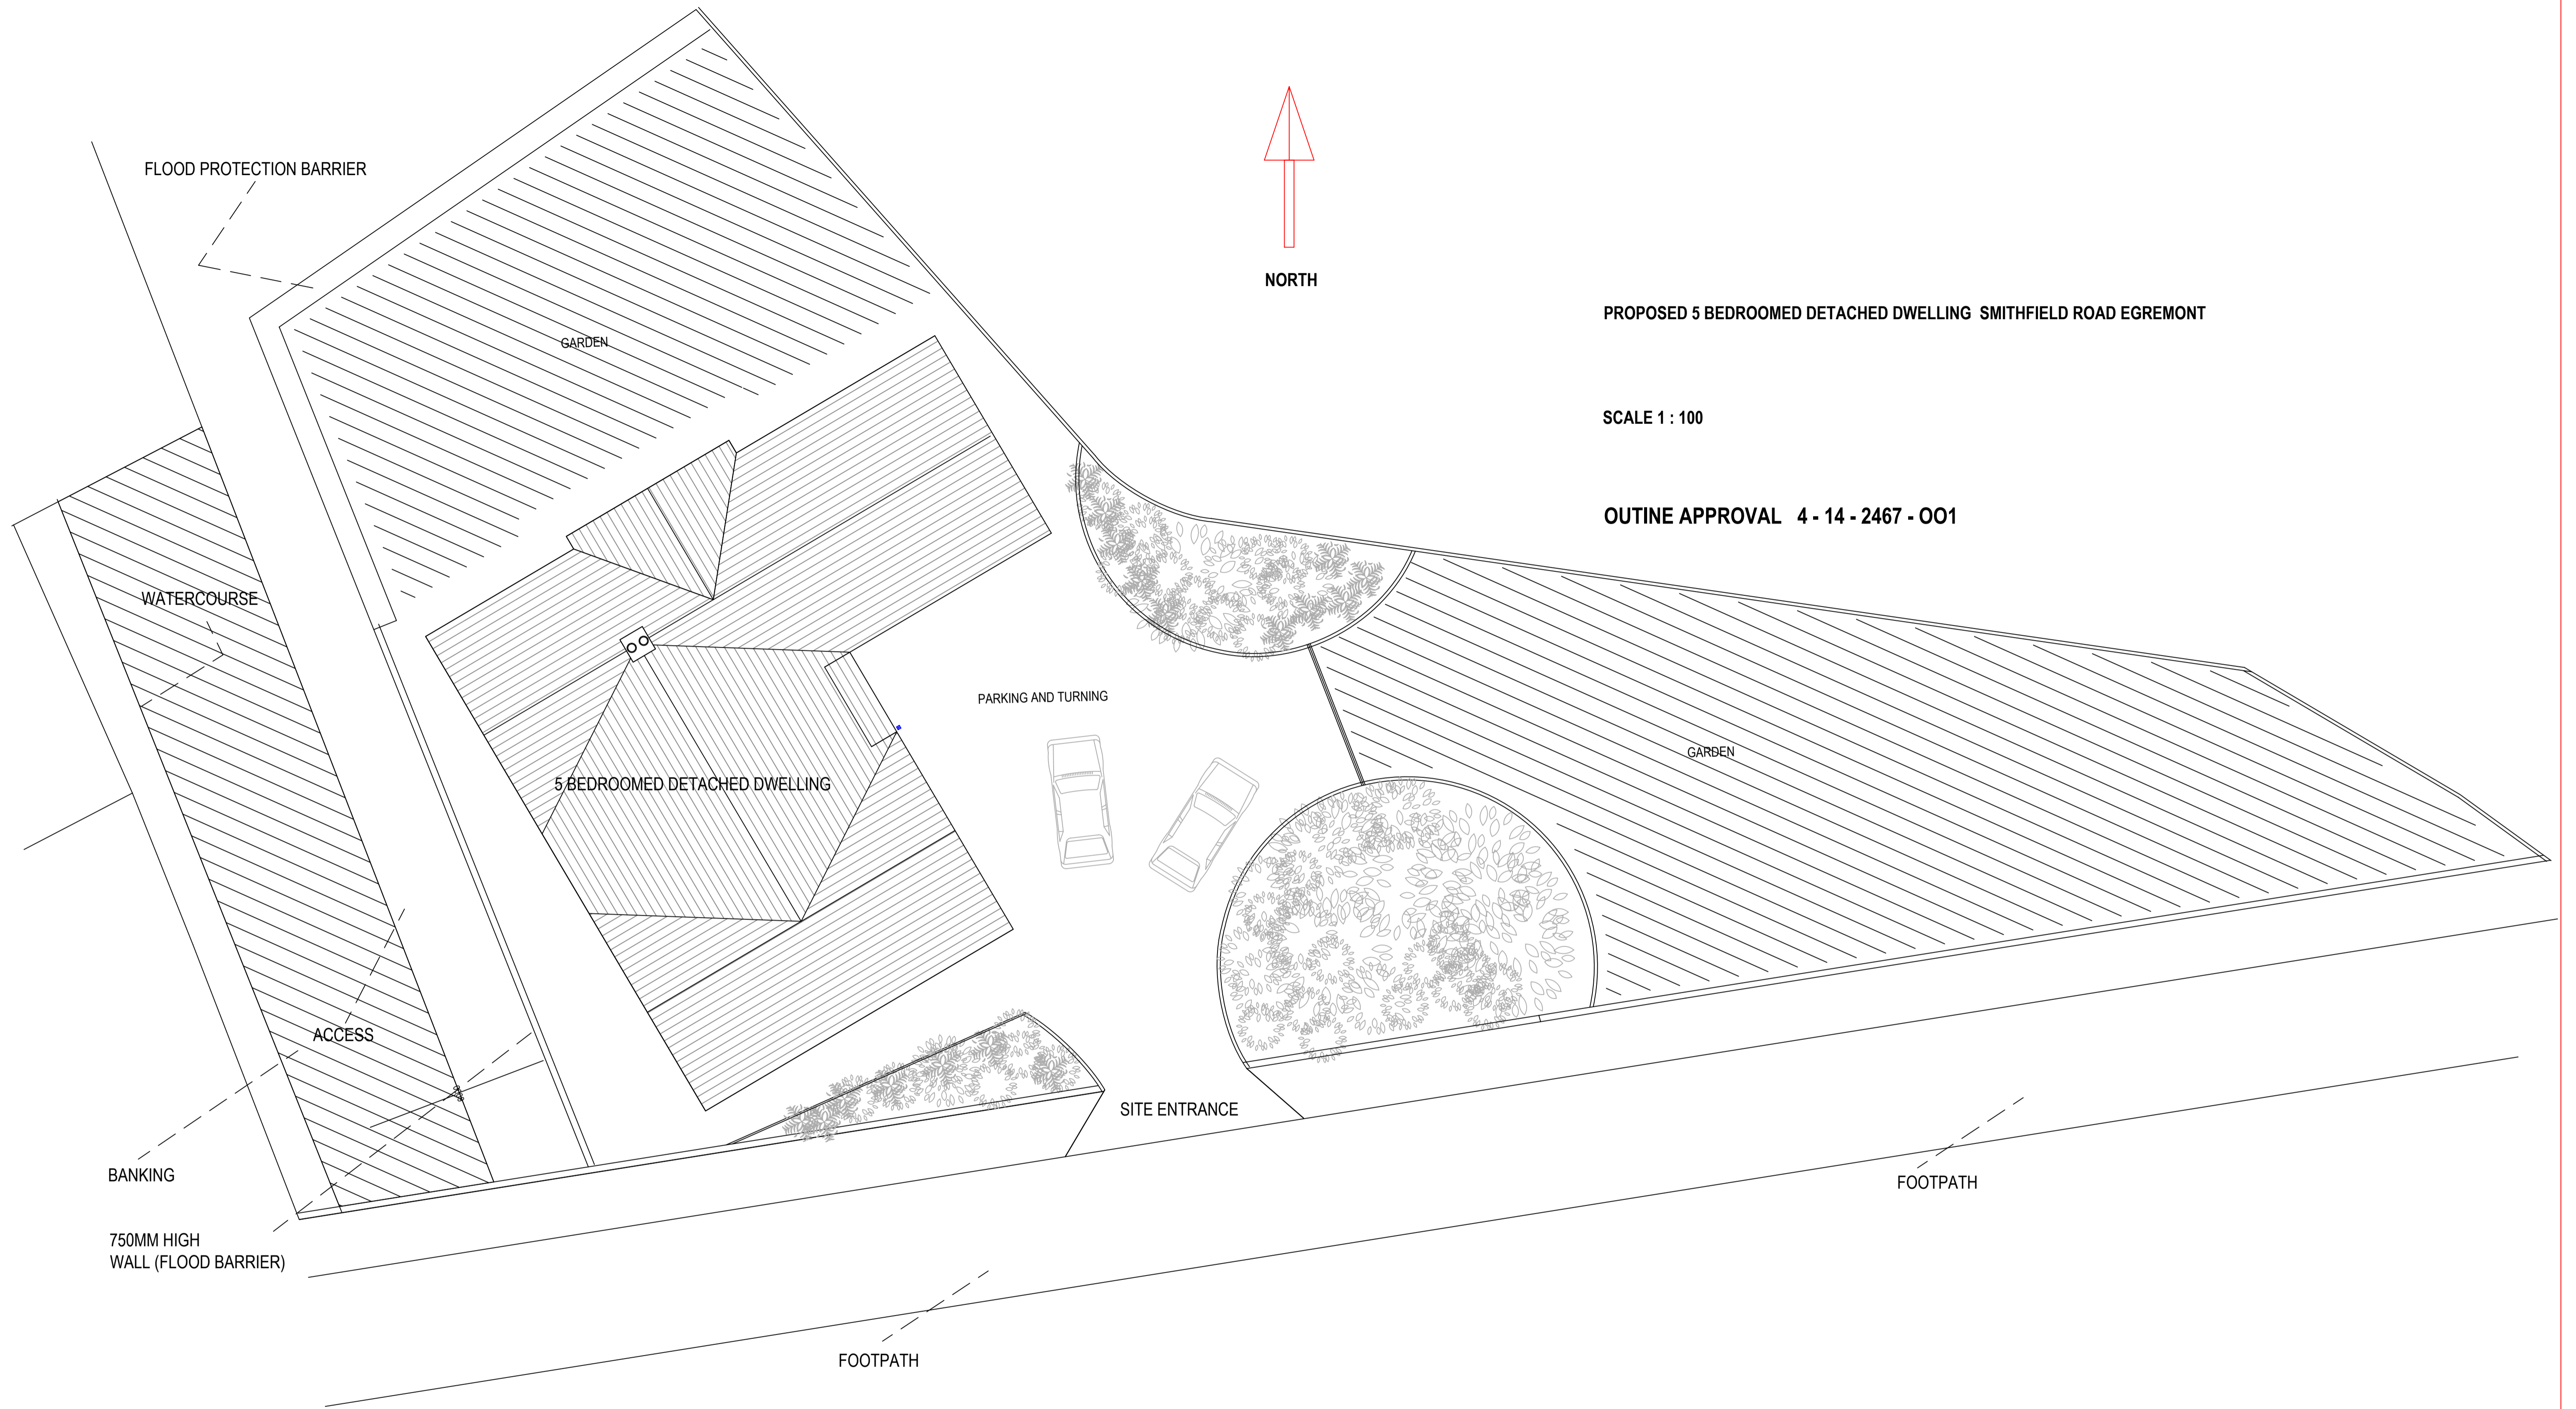 FLOOD PROTECTION BARRIER
NORTH
PROPOSED 5 BEDROOMED DETACHED DWELLING SMITHFIELD ROAD EGREMONT
GARDEN
SCALE 1 : 100
OUTINE APPROVAL 4 - 14 - 2467 - OO1
WATERCOURSE
PARKING AND TURNING
GARDEN
5 BEDROOMED DETACHED DWELLING
ACCESS
SITE ENTRANCE
BANKING
FOOTPATH
750MM HIGH
WALL (FLOOD BARRIER)
FOOTPATH